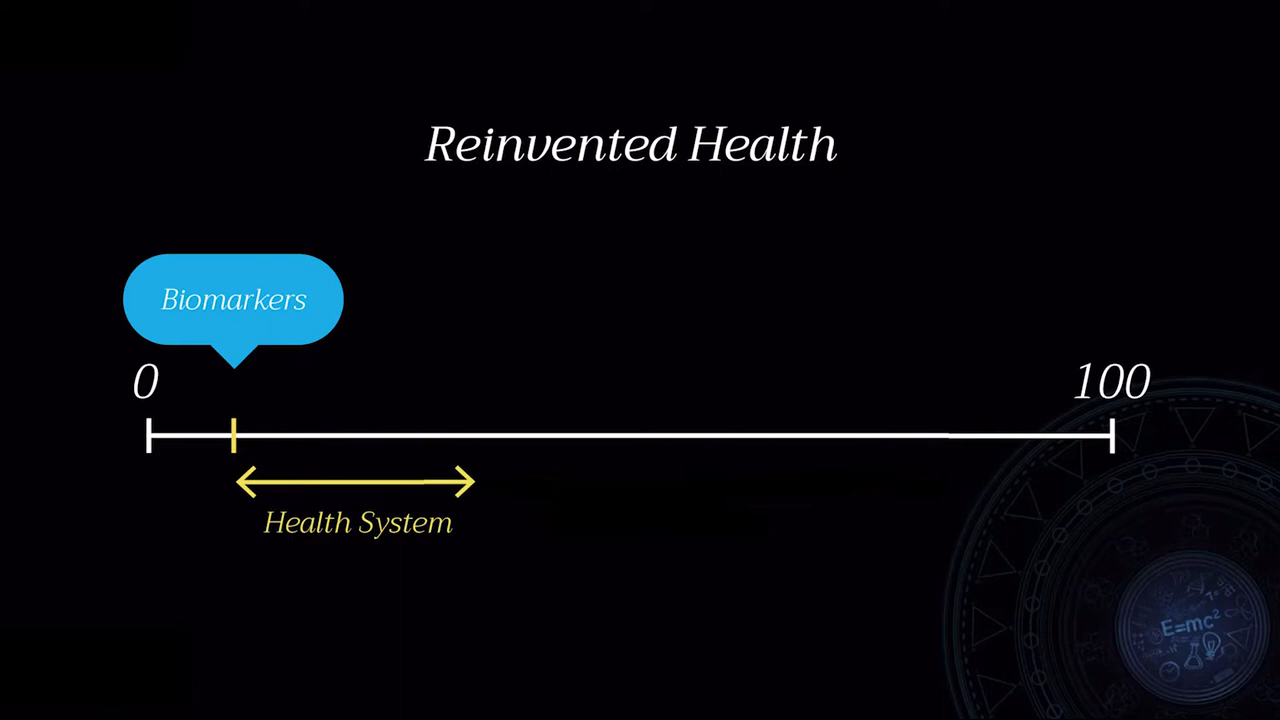 Reinvented Health
Biomarkers
0
100
Health System
E=mc²